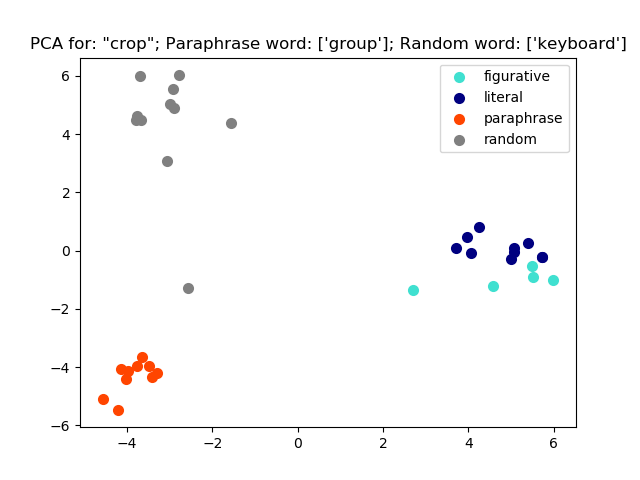 PCA for: "crop"; Paraphrase word: ['group']; Random word: ['keyboard']
figurative
literal
paraphrase
random
6
4
2
0
−2
−4
−6
−4
−2
0
2
4
6